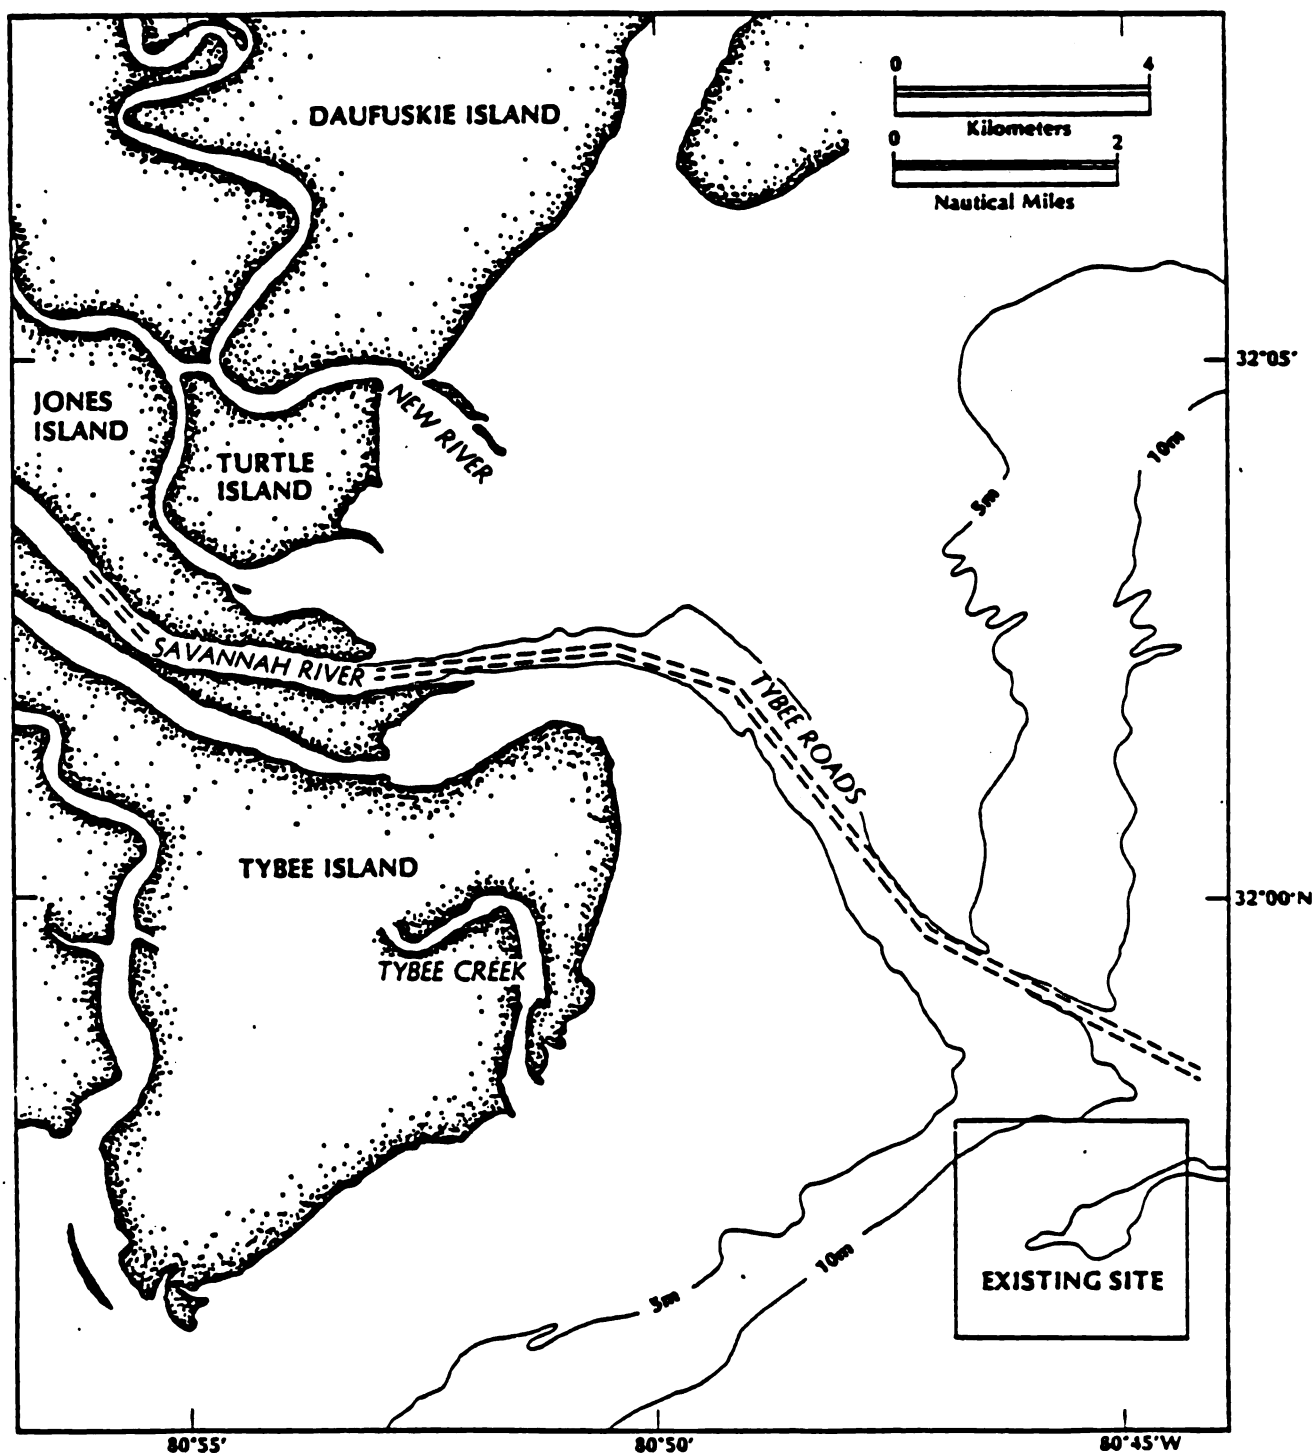 DAUFUSKIE ISLAND
0 4
Kilometers
0 2
Nautical Miles
32°05'
JONES
ISLAND
NEW RIVER
10m
TURTLE
ISLAND
5m
SAVANNAH RIVER
TYBEE ROADS
TYBEE ISLAND
32°00'N
TYBEE CREEK
10m
EXISTING SITE
5m
80°55'
80°50'
80°45'W